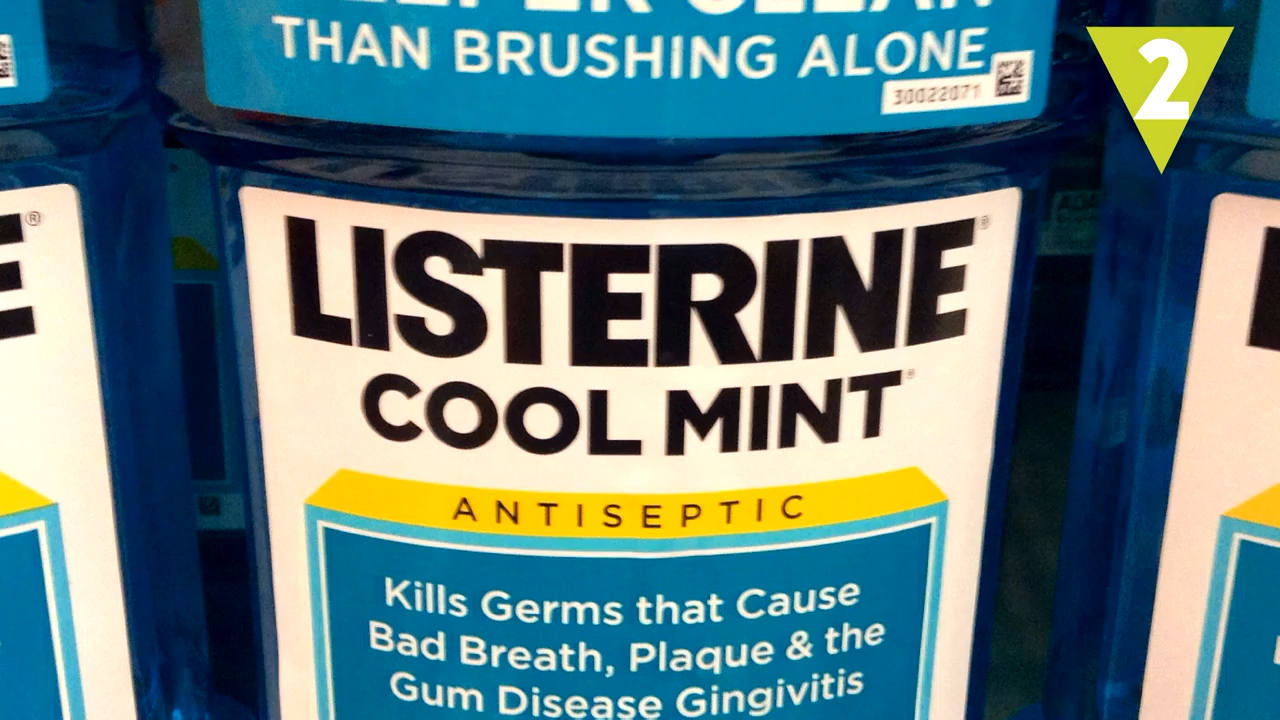 THAN BRUSHING ALONE
30022071
2
LISTERINE®
COOL MINT®
ANTISEPTIC
Kills Germs that Cause
Bad Breath, Plaque & the
Gum Disease Gingivitis